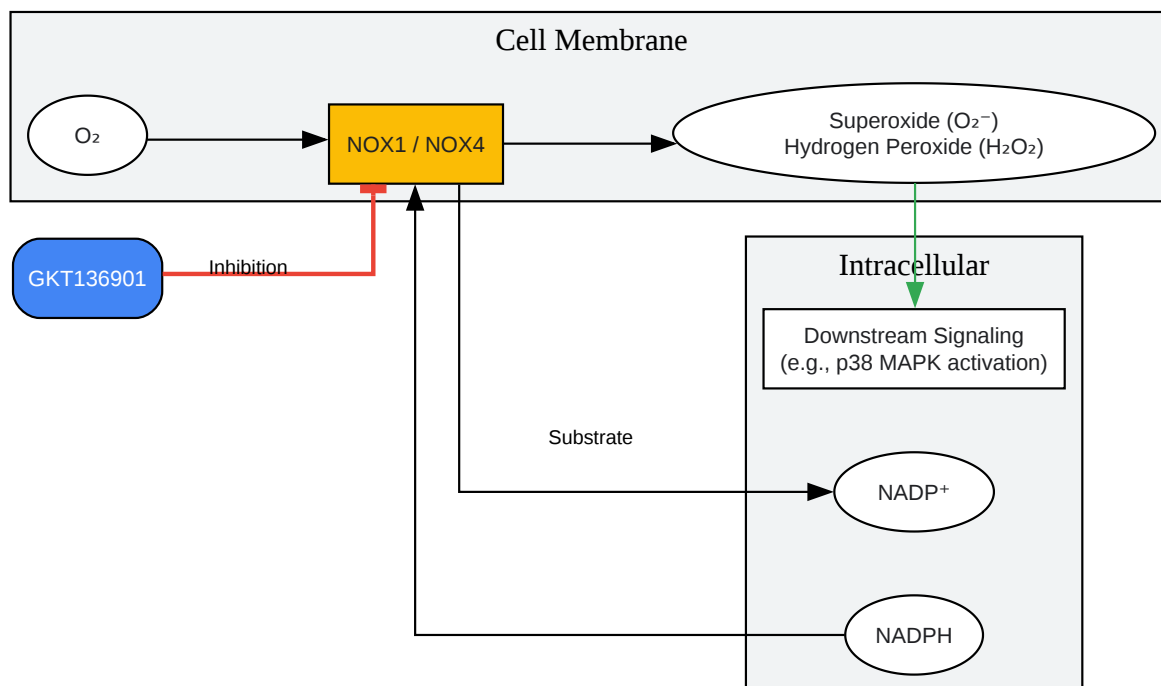 Cell Membrane
O₂
NOX1 / NOX4
Superoxide (O₂⁻)
Hydrogen Peroxide (H₂O₂)
GKT136901
Inhibition
Intracellular
Downstream Signaling
(e.g., p38 MAPK activation)
Substrate
NADP⁺
NADPH